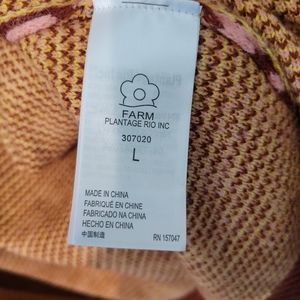 FARM
PLANTAGE RIO INC
307020
L
MADE IN CHINA
FABRIQUÉ EN CHINE
FABRICADO NA CHINA
HECHO EN CHINA
中国制造
RN 157047